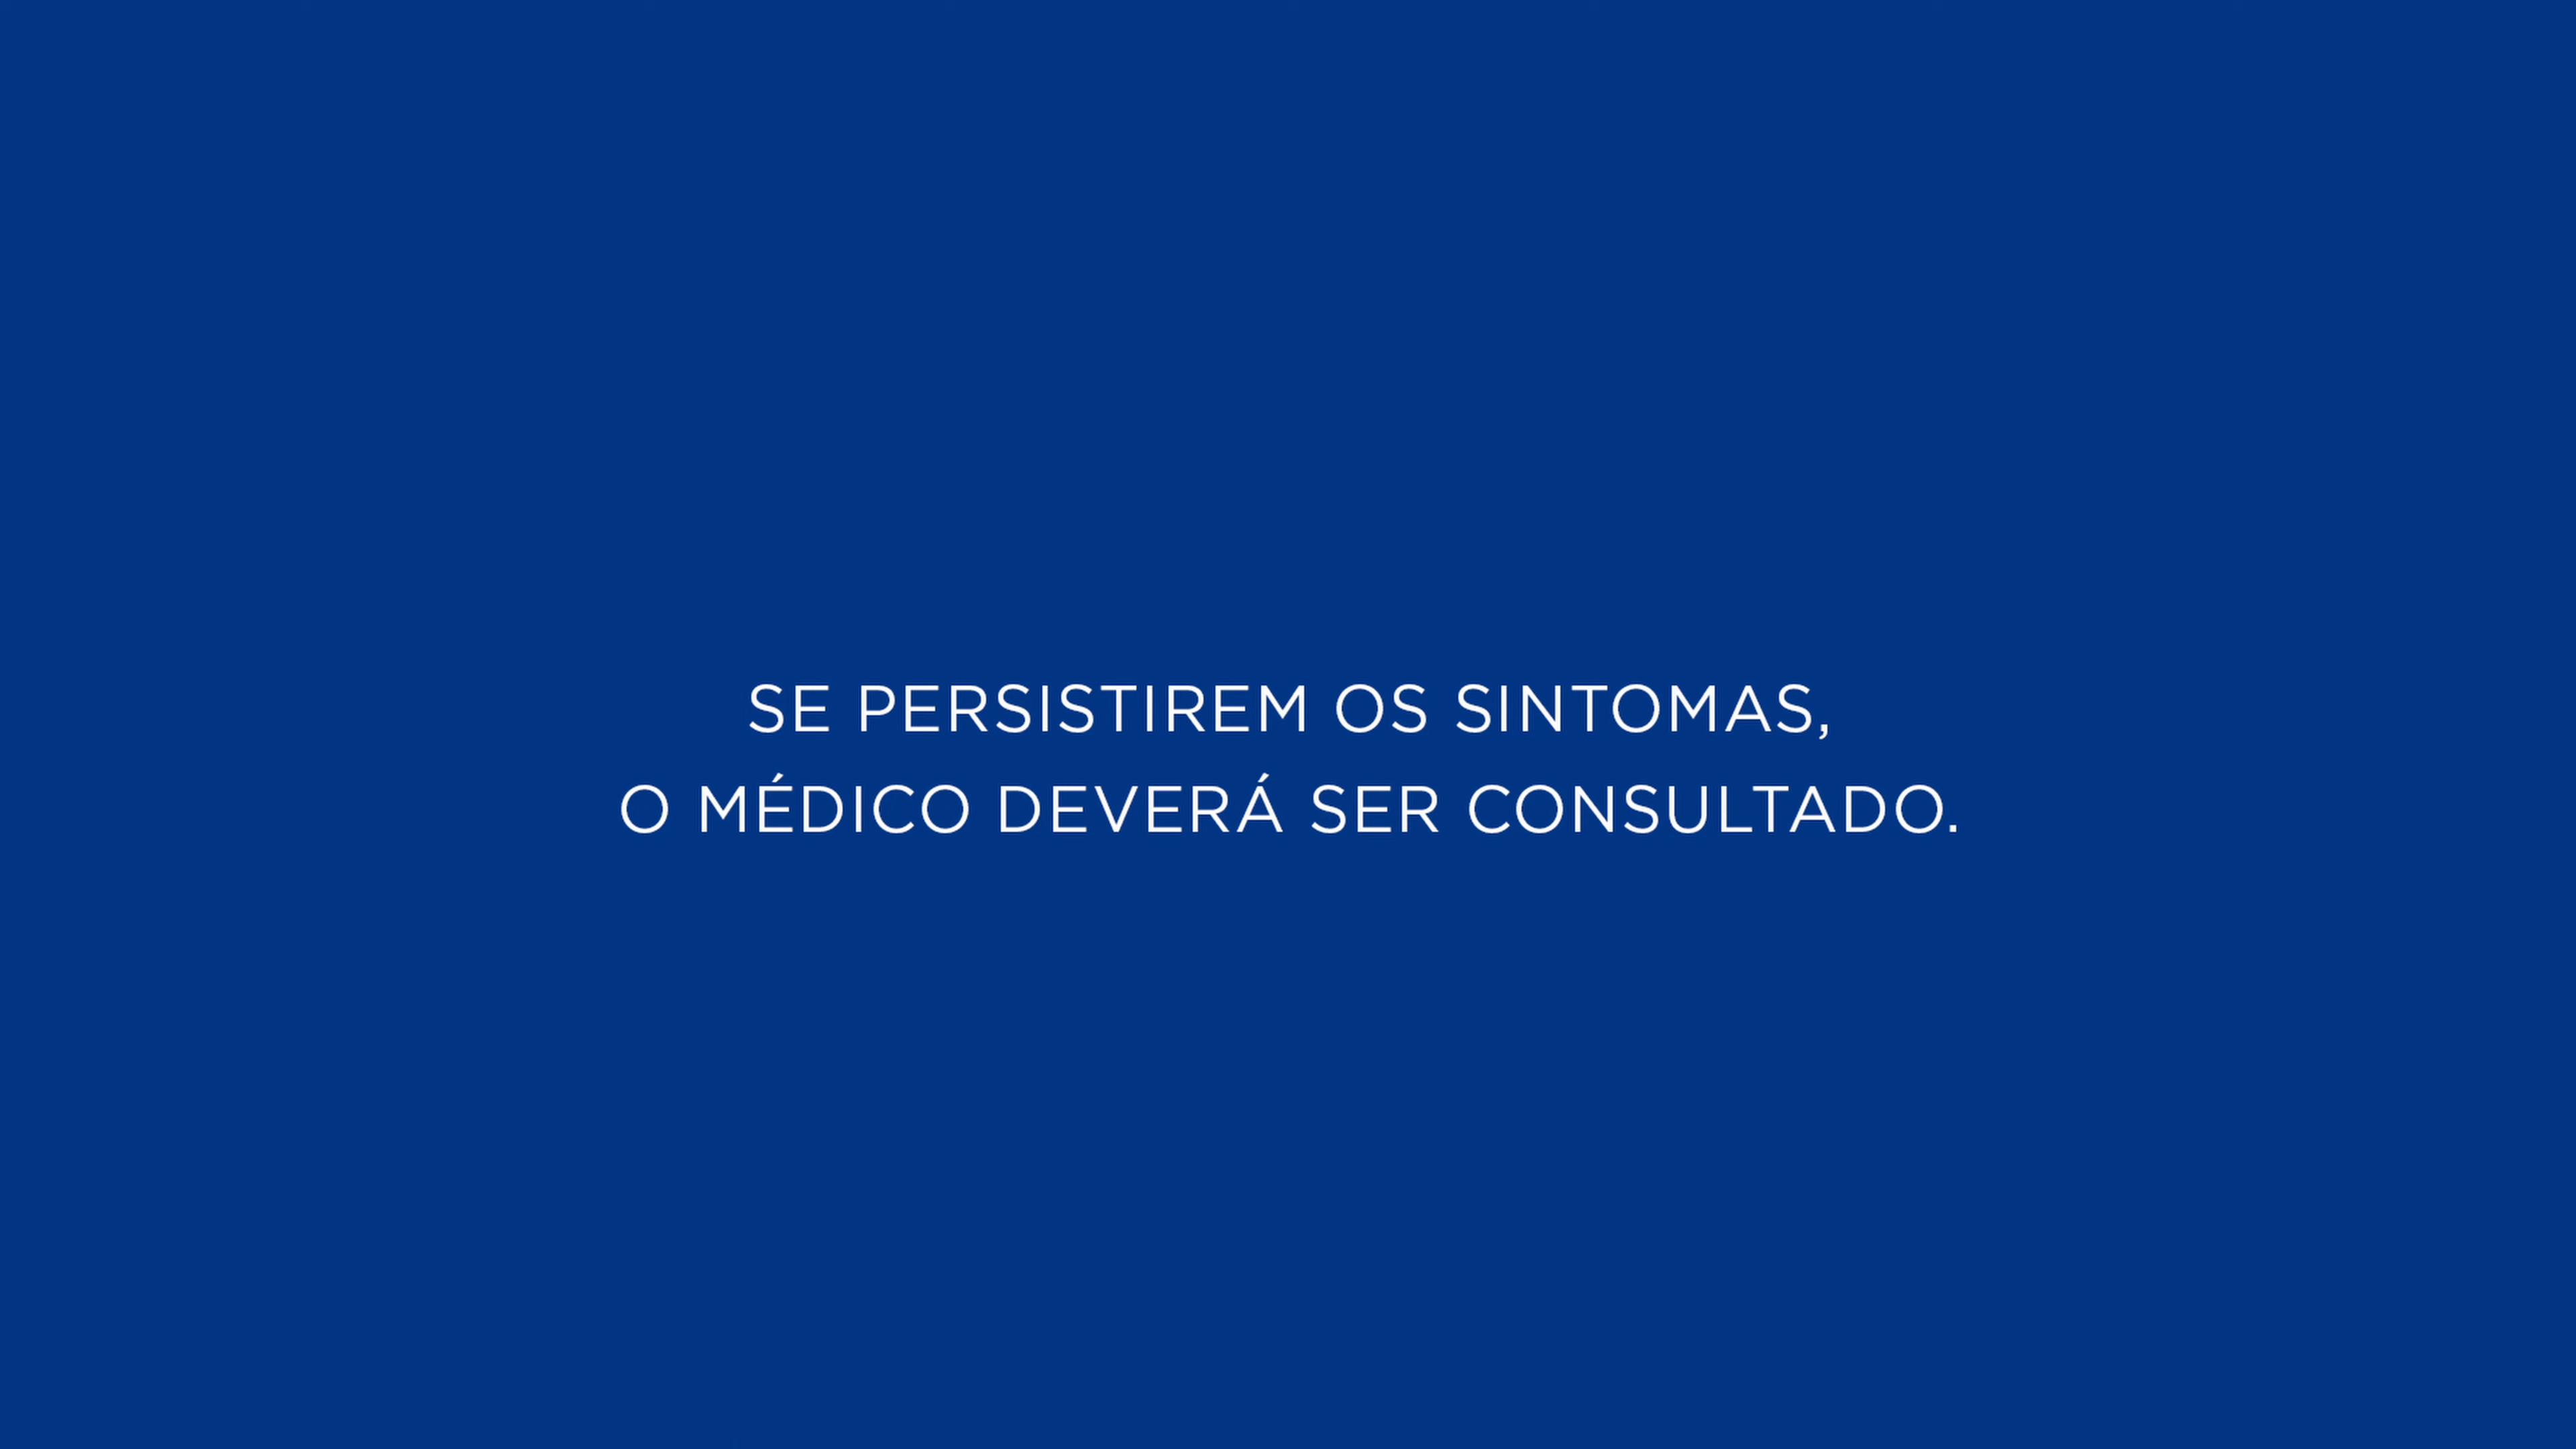 SE PERSISTIREM OS SINTOMAS,
O MÉDICO DEVERÁ SER CONSULTADO.